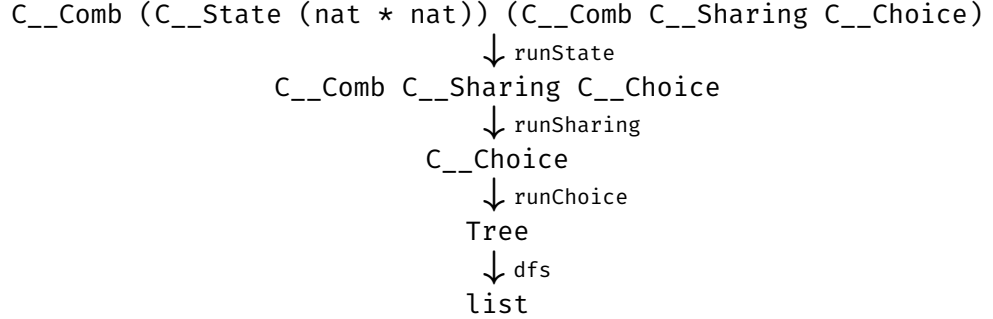 C__Comb (C__State (nat * nat)) (C__Comb C__Sharing C__Choice)
runState
C__Comb C__Sharing C__Choice
runSharing
C__Choice
runChoice
Tree
dfs
list